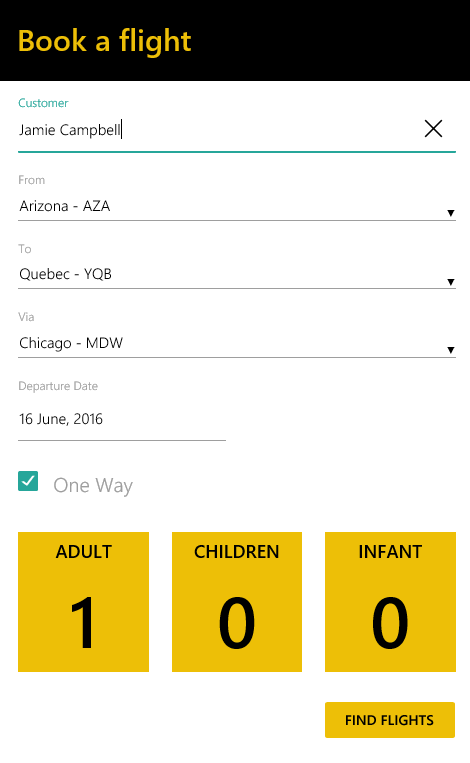 Book a flight
Customer
Jamie Campbell
From
Arizona - AZA
To
Quebec - YQB
Via
Chicago - MDW
Departure Date
16 June, 2016
One Way
ADULT CHILDREN INFANT
1 0 0
FIND FLIGHTS